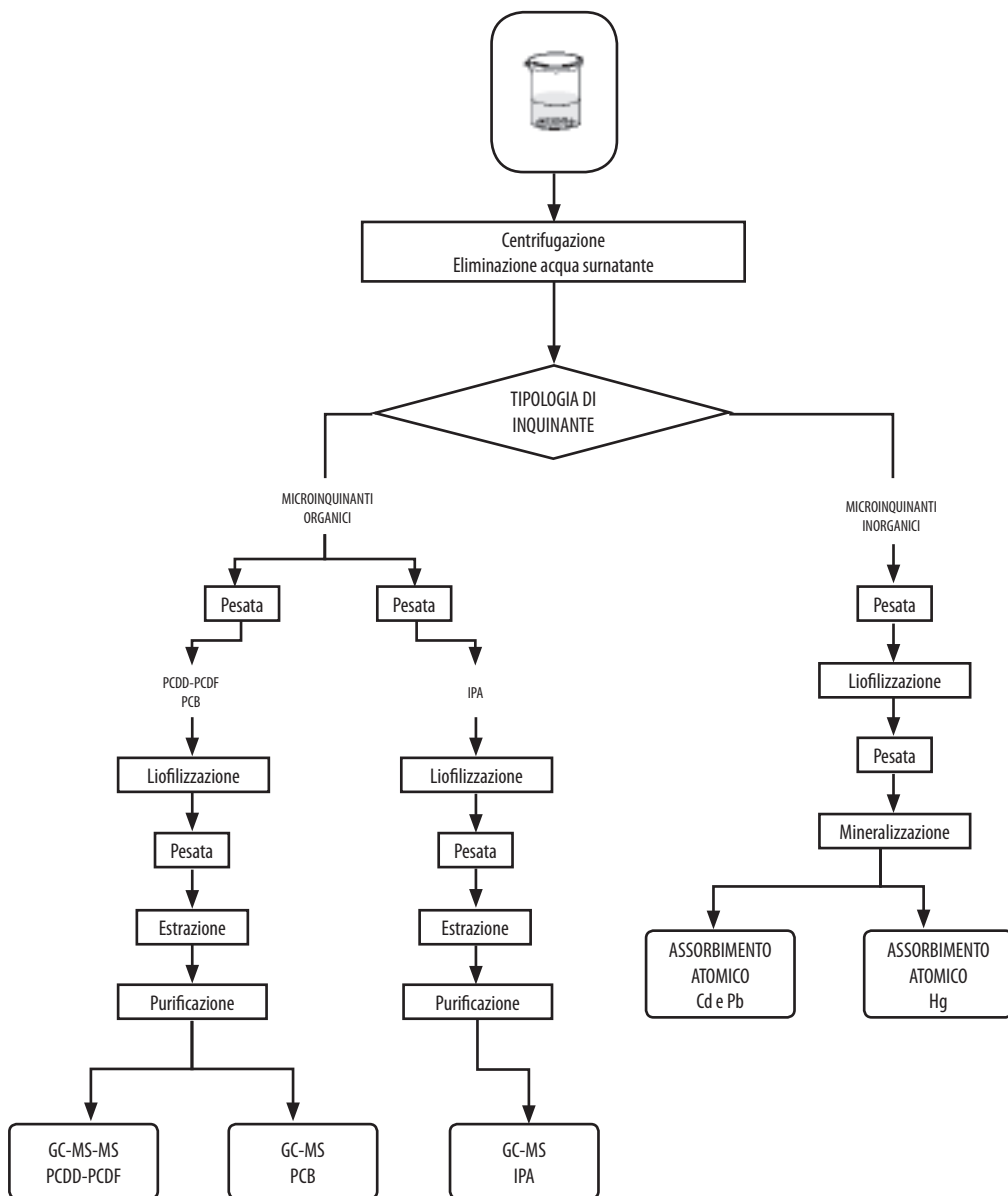 Centrifugazione
Eliminazione acqua surnatante
TIPOLOGIA DI
INQUINANTE
MICROINQUINANTI
ORGANICI
MICROINQUINANTI
INORGANICI
Pesata
Pesata
Pesata
PCDD-PCDF
PCB
IPA
Liofilizzazione
Liofilizzazione
Liofilizzazione
Pesata
Pesata
Pesata
Mineralizzazione
Estrazione
Estrazione
Purificazione
Purificazione
ASSORBIMENTO
ATOMICO
Cd e Pb
ASSORBIMENTO
ATOMICO
Hg
GC-MS-MS
PCDD-PCDF
GC-MS
PCB
GC-MS
IPA